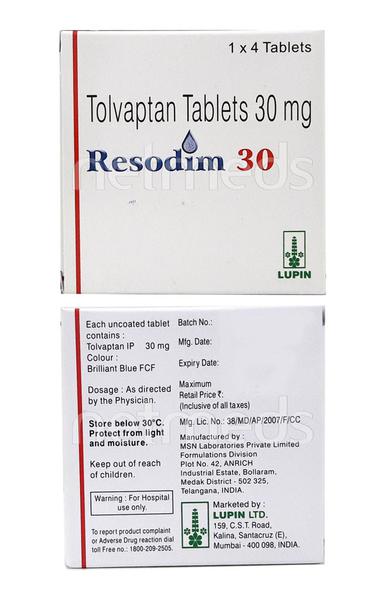 1 x 4 Tablets
Tolvaptan Tablets 30 mg
Resodim 30
netmeds
LUPIN
Each uncoated tablet
contains :
Tolvaptan IP 30 mg
Colour :
Brilliant Blue FCF
Dosage : As directed
by the Physician.
Store below 30°C.
Protect from light
and moisture.
Keep out of reach
of children.
Warning : For Hospital
use only.
To report product complaint
or Adverse Drug reaction dial
toll Free no.: 1800-209-2505.
Batch No.:
Mfg. Date:
Expiry Date:
Maximum
Retail Price ₹:
(Inclusive of all taxes)
Mfg. Lic. No.: 38/MD/AP/2007/F/CC
Manufactured by :
MSN Laboratories Private Limited
Formulations Division
Plot No. 42, ANRICH
Industrial Estate, Bollaram,
Medak District - 502 325,
Telangana, INDIA.
netmeds
LUPIN
Marketed by :
LUPIN LTD.
159, C.S.T. Road,
Kalina, Santacruz (E),
Mumbai - 400 098, INDIA.